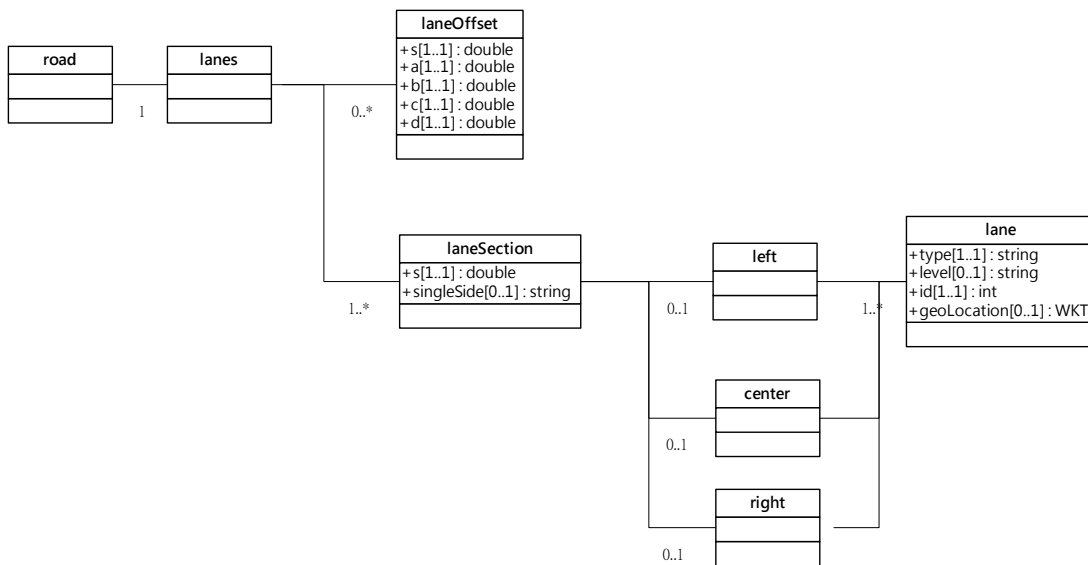 laneOffset
+s[1..1] : double
+a[1..1] : double
+b[1..1] : double
+c[1..1] : double
+d[1..1] : double
road
lanes
1
0..*
laneSection
+s[1..1] : double
+singleSide[0..1] : string
1..*
left
0..1
1..*
lane
+type[1..1] : string
+level[0..1] : string
+id[1..1] : int
+geoLocation[0..1] : WKT
center
0..1
right
0..1